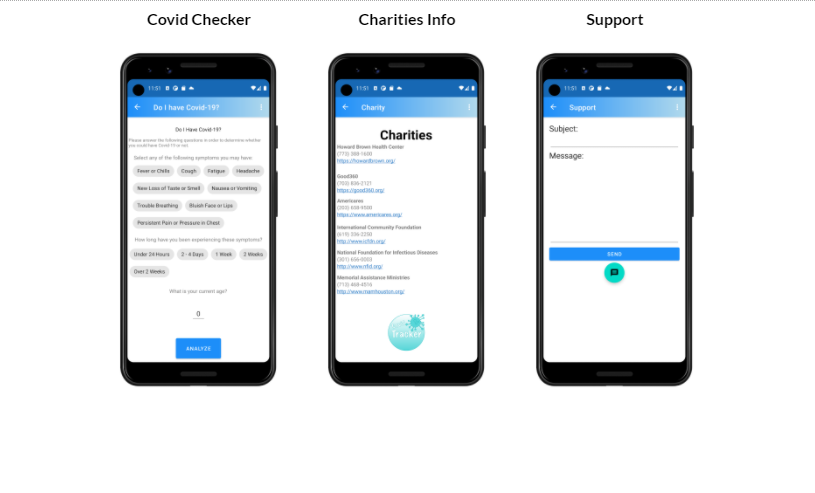 Covid Checker
Charities Info
Support
11:51
Do I have Covid-19?
Do I Have Covid-19?
Please answer the following questions in order to determine whether
you could have Covid-19 or not.
Select any of the following symptoms you may have
Fever or Chills Cough Fatigue Headache
New Loss of Taste or Smell Nausea or Vomiting
Trouble Breathing Bluish Face or Lips
Persistent Pain or Pressure in Chest
How long have you been experiencing these symptoms?
Under 24 Hours 2 - 4 Days 1 Week 2 Weeks
Over 2 Weeks
What is your current age?
0
ANALYZE
11:51
Charity
Charities
Howard Brown Health Center
(773) 388-1600
https://howardbrown.org/
Good360
(703) 836-2121
https://good360.org/
Americares
(203) 658-9500
https://www.americares.org/
International Community Foundation
(619) 336-2250
National Foundation for Infectious Diseases
(301) 656-0003
http://www.nfid.org/
Memorial Assistance Ministries
(713) 468-4516
http://www.mamhouston.org/
Tracker
11:51
Support
Subject:
Message:
SEND